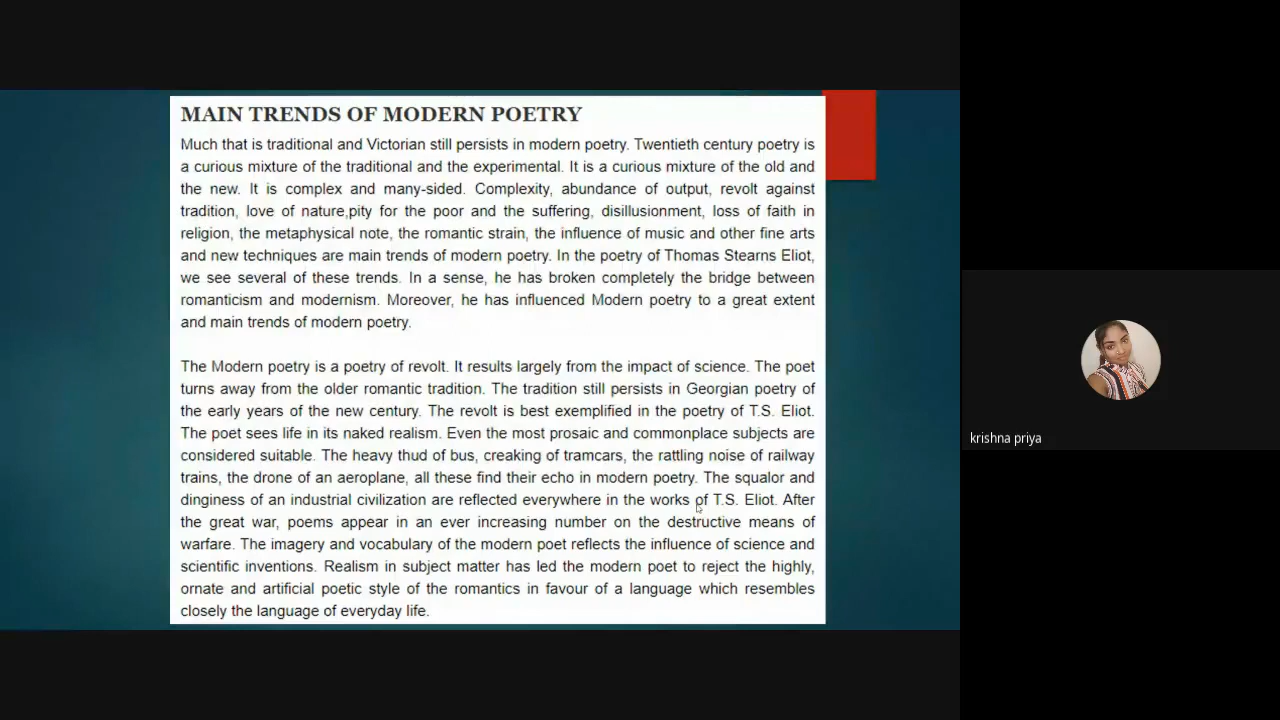 MAIN TRENDS OF MODERN POETRY
Much that is traditional and Victorian still persists in modern poetry. Twentieth century poetry is
a curious mixture of the traditional and the experimental. It is a curious mixture of the old and
the new. It is complex and many-sided. Complexity, abundance of output, revolt against
tradition, love of nature,pity for the poor and the suffering, disillusionment, loss of faith in
religion, the metaphysical note, the romantic strain, the influence of music and other fine arts
and new techniques are main trends of modern poetry. In the poetry of Thomas Stearns Eliot,
we see several of these trends. In a sense, he has broken completely the bridge between
romanticism and modernism. Moreover, he has influenced Modern poetry to a great extent
and main trends of modern poetry.
The Modern poetry is a poetry of revolt. It results largely from the impact of science. The poet
turns away from the older romantic tradition. The tradition still persists in Georgian poetry of
the early years of the new century. The revolt is best exemplified in the poetry of T.S. Eliot.
The poet sees life in its naked realism. Even the most prosaic and commonplace subjects are
considered suitable. The heavy thud of bus, creaking of tramcars, the rattling noise of railway
trains, the drone of an aeroplane, all these find their echo in modern poetry. The squalor and
dinginess of an industrial civilization are reflected everywhere in the works of T.S. Eliot. After
the great war, poems appear in an ever increasing number on the destructive means of
warfare. The imagery and vocabulary of the modern poet reflects the influence of science and
scientific inventions. Realism in subject matter has led the modern poet to reject the highly,
ornate and artificial poetic style of the romantics in favour of a language which resembles
closely the language of everyday life.
krishna priya